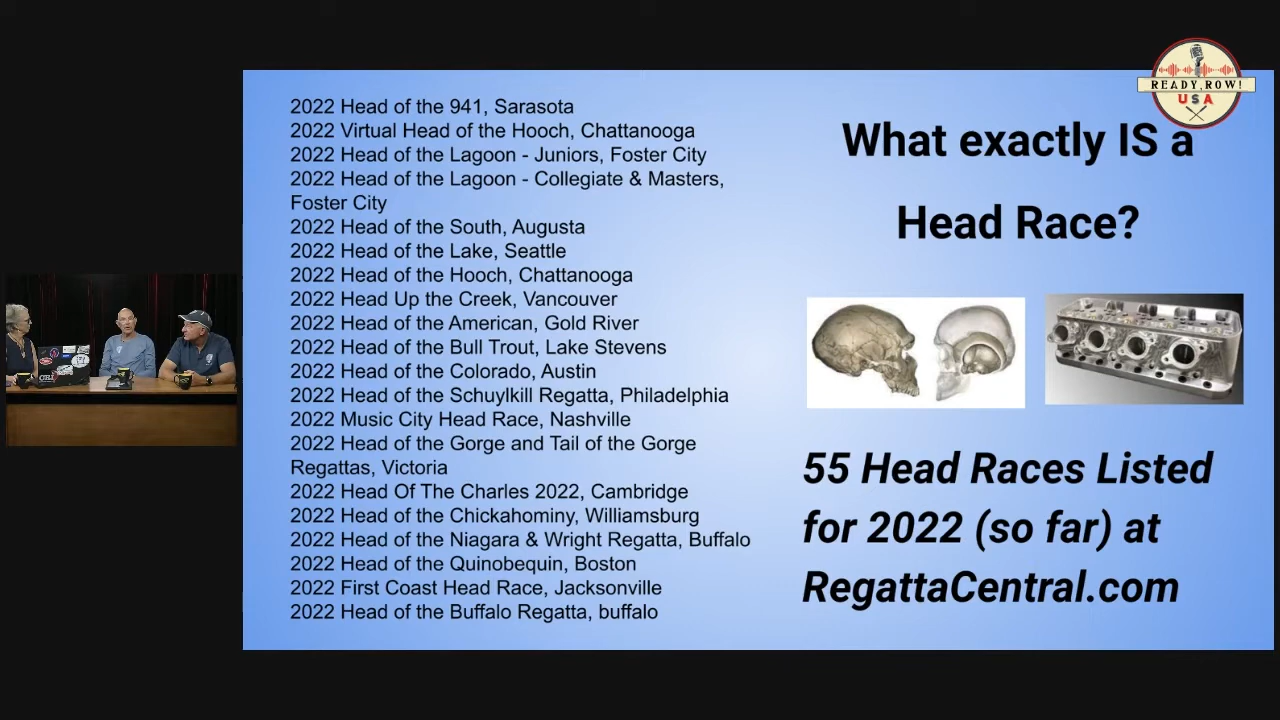 2022 Head of the 941, Sarasota
2022 Virtual Head of the Hooch, Chattanooga
2022 Head of the Lagoon - Juniors, Foster City
2022 Head of the Lagoon - Collegiate & Masters,
Foster City
2022 Head of the South, Augusta
2022 Head of the Lake, Seattle
2022 Head of the Hooch, Chattanooga
2022 Head Up the Creek, Vancouver
2022 Head of the American, Gold River
2022 Head of the Bull Trout, Lake Stevens
2022 Head of the Colorado, Austin
2022 Head of the Schuylkill Regatta, Philadelphia
2022 Music City Head Race, Nashville
2022 Head of the Gorge and Tail of the Gorge
Regattas, Victoria
2022 Head Of The Charles 2022, Cambridge
2022 Head of the Chickahominy, Williamsburg
2022 Head of the Niagara & Wright Regatta, Buffalo
2022 Head of the Quinobequin, Boston
2022 First Coast Head Race, Jacksonville
2022 Head of the Buffalo Regatta, buffalo
READY, ROW!
USA
What exactly IS a
Head Race?
55 Head Races Listed
for 2022 (so far) at
RegattaCentral.com